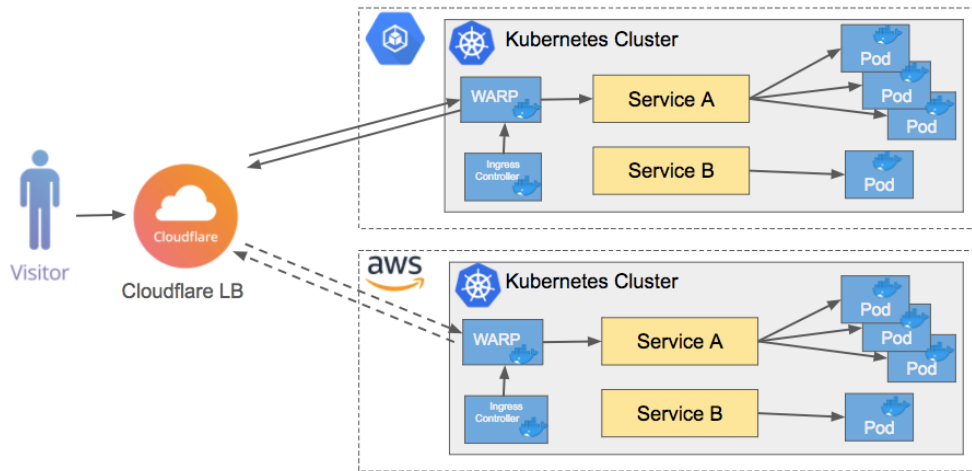 Kubernetes Cluster
WARP
Service A
Pod
Pod
Pod
Ingress
Controller
Service B
Pod
Visitor
Cloudflare
Cloudflare LB
aws
Kubernetes Cluster
WARP
Service A
Pod
Pod
Pod
Ingress
Controller
Service B
Pod